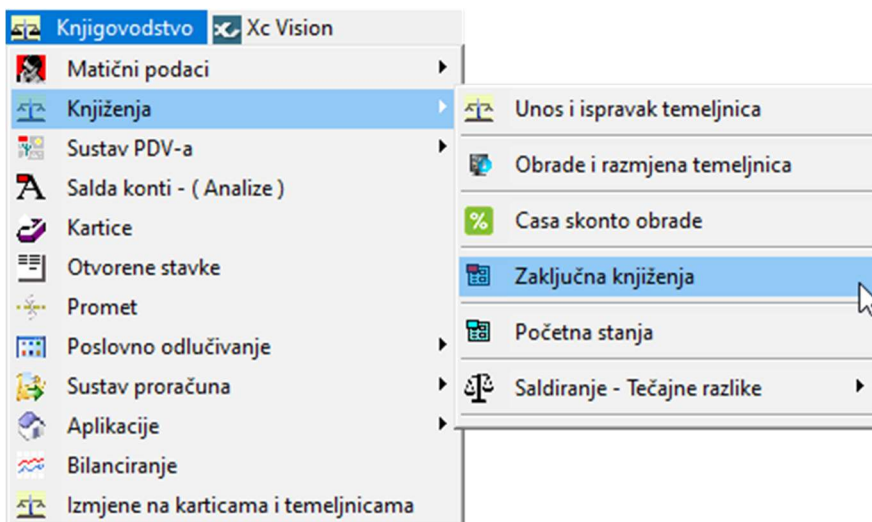 Knjigovodstvo Xc Vision
Matični podaci
Knjiženja
Sustav PDV-a
Salda konti - ( Analize )
Kartice
Otvorene stavke
Promet
Poslovno odlučivanje
Sustav proračuna
Aplikacije
Bilanciranje
Izmjene na karticama i temeljnicama
Unos i ispravak temeljnica
Obrade i razmjena temeljnica
Casa skonto obrade
Zaključna knjiženja
Početna stanja
Saldiranje - Tečajne razlike